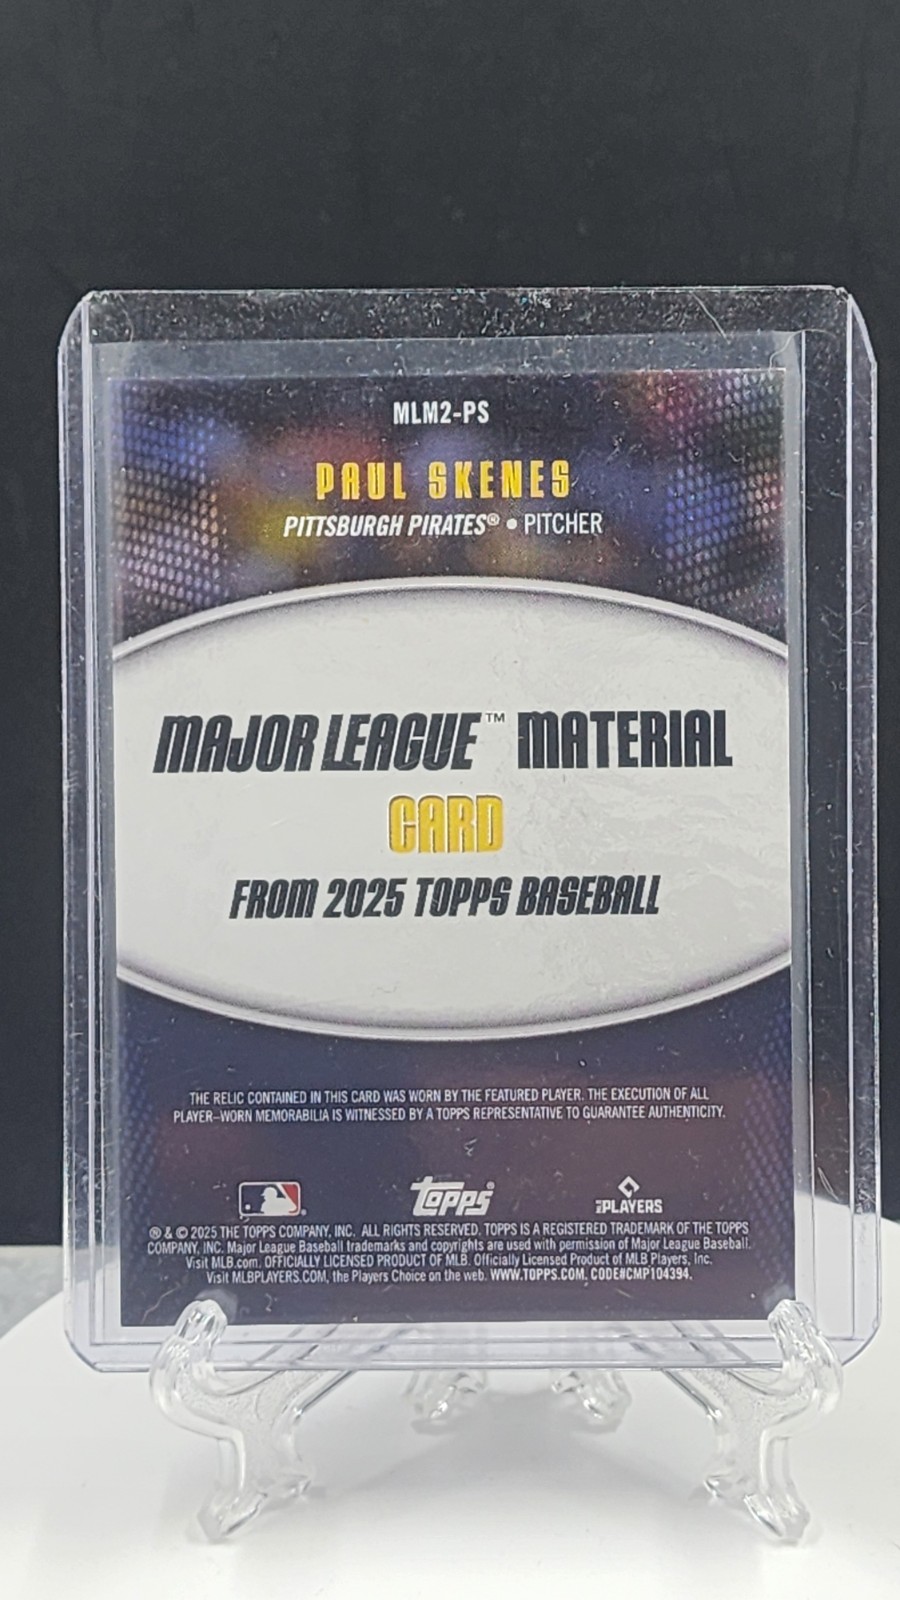 MLM2-PS
PAUL SKENES
PITTSBURGH PIRATES® • PITCHER
MAJOR LEAGUE™ MATERIAL
CARD
FROM 2025 TOPPS BASEBALL
THE RELIC CONTAINED IN THIS CARD WAS WORN BY THE FEATURED PLAYER. THE EXECUTION OF ALL
PLAYER-WORN MEMORABILIA IS WITNESSED BY A TOPPS REPRESENTATIVE TO GUARANTEE AUTHENTICITY.
Topps® MLB PLAYERS
® & © 2025 THE TOPPS COMPANY, INC. ALL RIGHTS RESERVED. TOPPS IS A REGISTERED TRADEMARK OF THE TOPPS
COMPANY, INC. Major League Baseball trademarks and copyrights are used with permission of Major League Baseball.
Visit MLB.com. OFFICIALLY LICENSED PRODUCT OF MLB. Officially Licensed Product of MLB Players, Inc.
Visit MLBPLAYERS.COM, the Players Choice on the web. WWW.TOPPS.COM. CODE#CMP104394.